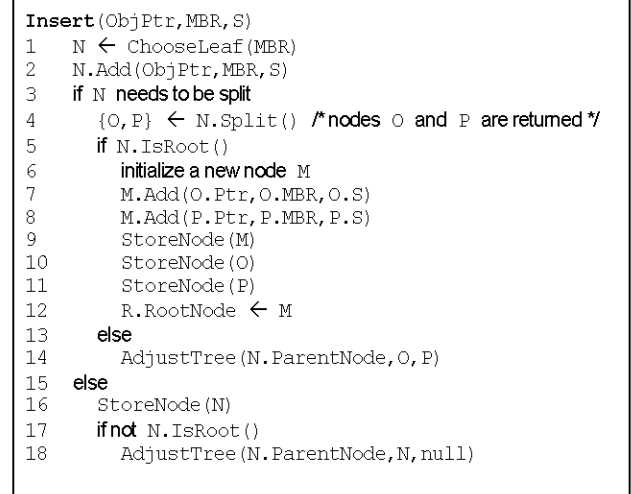 Insert(ObjPtr,MBR,S)
1 N ← ChooseLeaf(MBR)
2 N.Add(ObjPtr,MBR,S)
3 if N needs to be split
4 {O,P} ← N.Split() /* nodes O and P are returned */
5 if N.IsRoot()
6 initialize a new node M
7 M.Add(O.Ptr,O.MBR,O.S)
8 M.Add(P.Ptr,P.MBR,P.S)
9 StoreNode(M)
10 StoreNode(O)
11 StoreNode(P)
12 R.RootNode ← M
13 else
14 AdjustTree(N.ParentNode,O,P)
15 else
16 StoreNode(N)
17 if not N.IsRoot()
18 AdjustTree(N.ParentNode,N,null)